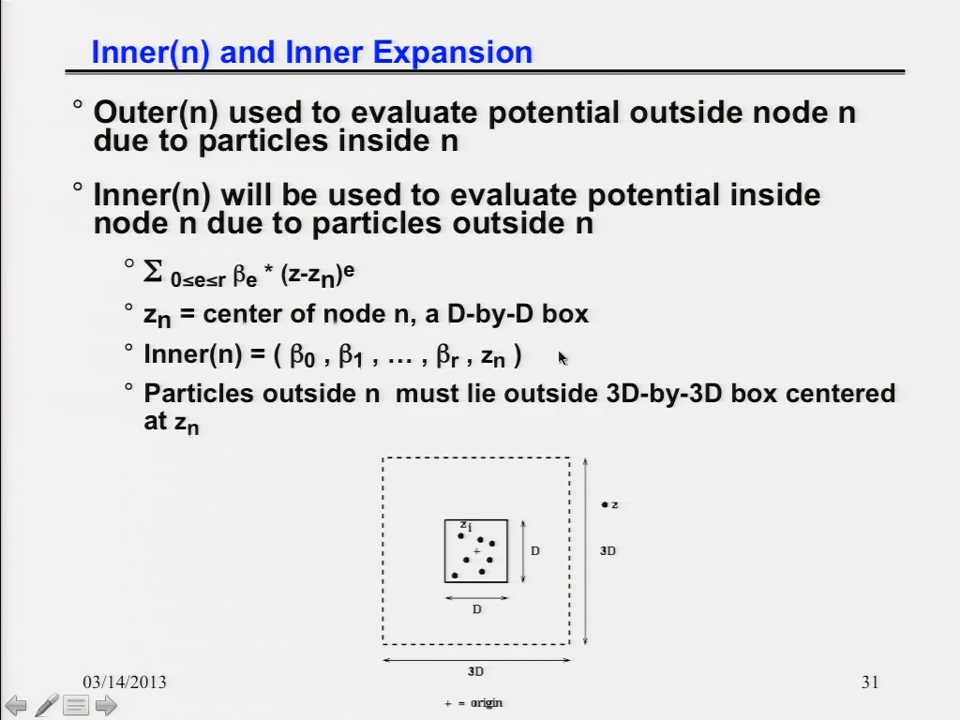 Inner(n) and Inner Expansion
° Outer(n) used to evaluate potential outside node n
due to particles inside n
° Inner(n) will be used to evaluate potential inside
node n due to particles outside n
° Σ 0≤e≤r βe * (z-zn)e
° zn = center of node n, a D-by-D box
° Inner(n) = ( β0 , β1 , … , βr , zn )
° Particles outside n must lie outside 3D-by-3D box centered
at zn
z
zi
+
D
3D
D
3D
+ = origin
03/14/2013
31